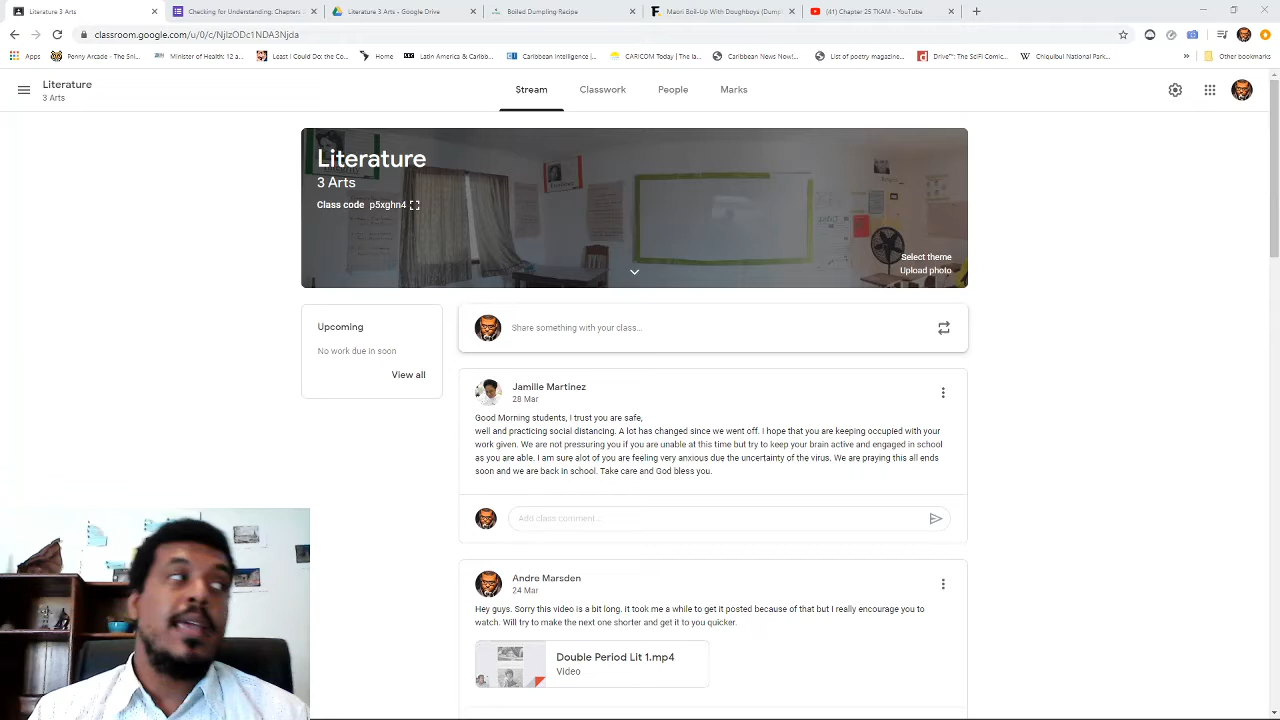 Literature 3 Arts
Checking for Understanding: Chapters
Literature 3 Arts - Google Drive
Boiled Dumpling Recipe
Maori Boil-Up With Doughboys (Dump
(41) Chapter 25 TKAM - YouTube
classroom.google.com/u/0/c/NjIzODc1NDA3Njda
Apps
Penny Arcade - The Sni...
Minister of Health: 12 a...
Least I Could Do: the Co...
Home
Latin America & Caribb...
Caribbean Intelligence |...
CARICOM Today | The la...
Caribbean News Now!...
List of poetry magazine...
Drive™: The SciFi Comic...
Chiquibul National Park...
»
Other bookmarks
Literature
3 Arts
Stream
Classwork
People
Marks
Literature
3 Arts
Class code p5xghn4
Select theme
Upload photo
Upcoming
No work due in soon
View all
Share something with your class...
Jamille Martinez
28 Mar
Good Morning students, I trust you are safe,
well and practicing social distancing. A lot has changed since we went off. I hope that you are keeping occupied with your
work given. We are not pressuring you if you are unable at this time but try to keep your brain active and engaged in school
as you are able. I am sure alot of you are feeling very anxious due the uncertainty of the virus. We are praying this all ends
soon and we are back in school. Take care and God bless you.
Add class comment...
Andre Marsden
24 Mar
Hey guys. Sorry this video is a bit long. it took me a while to get it posted because of that but I really encourage you to
watch. Will try to make the next one shorter and get it to you quicker.
Double Period Lit 1.mp4
Video